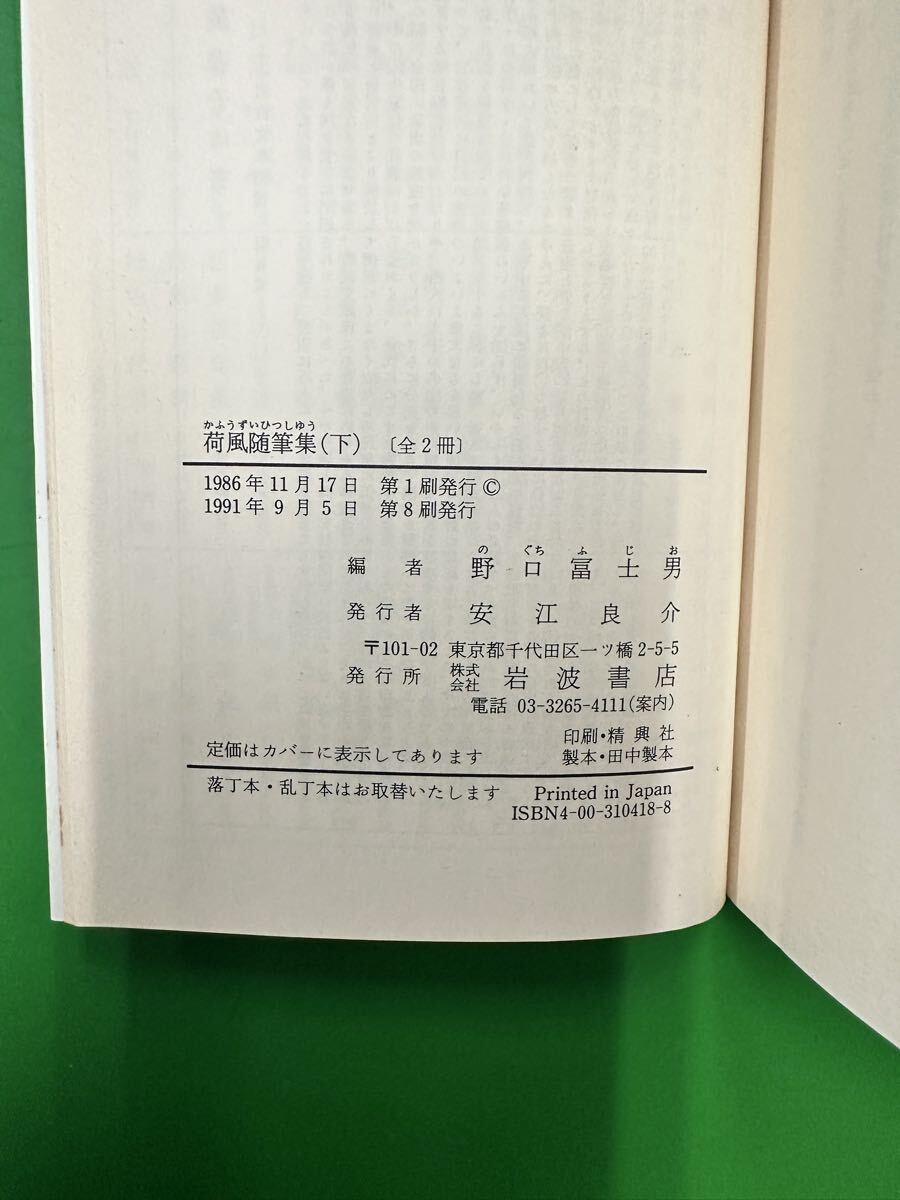 かふうずいひつしゆう
荷風随筆集(下) 〔全2冊〕
1986年11月17日 第1刷発行©
1991年9月5日 第8刷発行
のぐちふじお
編者 野口冨士男
発行者 安江良介
〒101-02 東京都千代田区一ツ橋2-5-5
発行所 株式会社 岩波書店
電話 03-3265-4111(案内)
印刷・精興社
定価はカバーに表示してあります 製本・田中製本
落丁本・乱丁本はお取替いたします Printed in Japan
ISBN4-00-310418-8